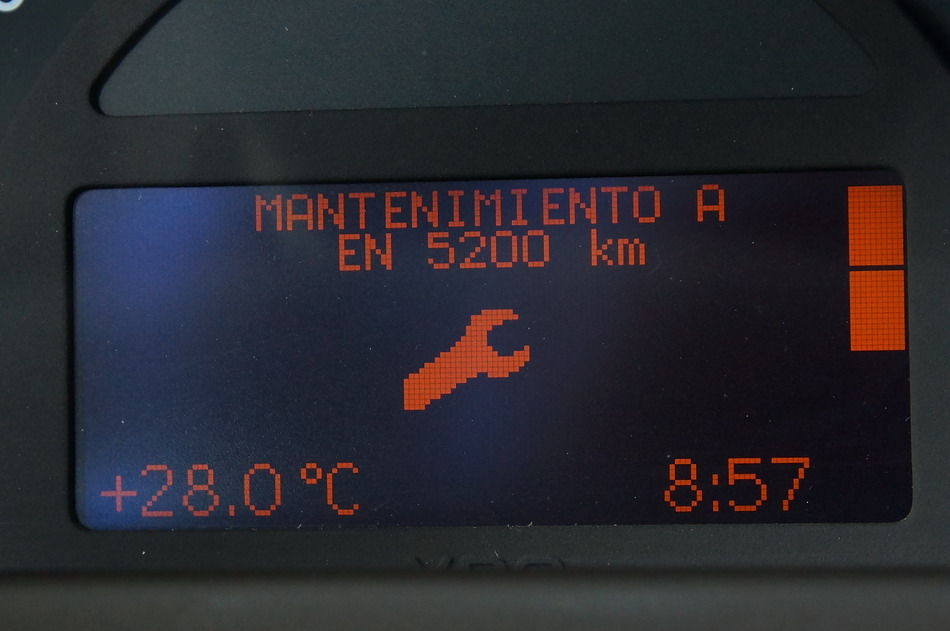 MANTENIMIENTO A
EN 5200 km
+28.0 °C
8:57